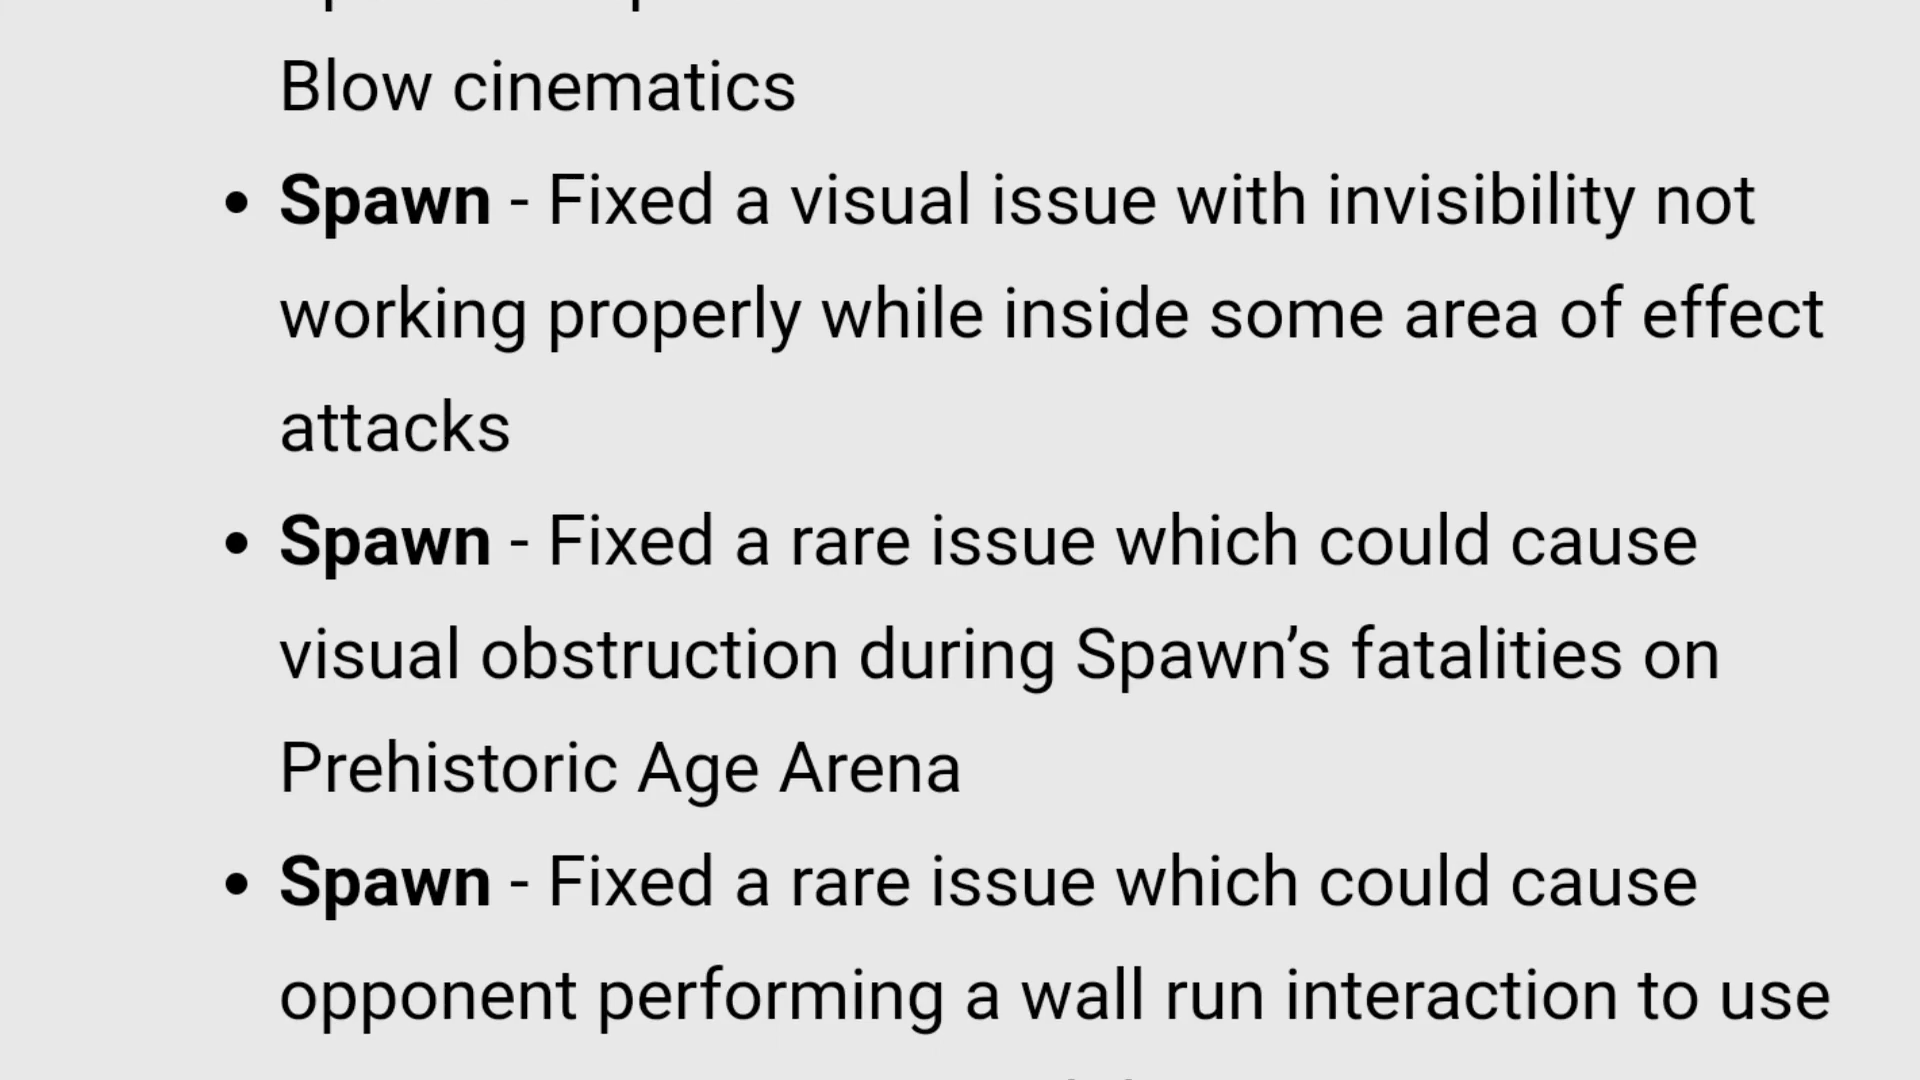 Blow cinematics
• Spawn - Fixed a visual issue with invisibility not
working properly while inside some area of effect
attacks
• Spawn - Fixed a rare issue which could cause
visual obstruction during Spawn’s fatalities on
Prehistoric Age Arena
• Spawn - Fixed a rare issue which could cause
opponent performing a wall run interaction to use